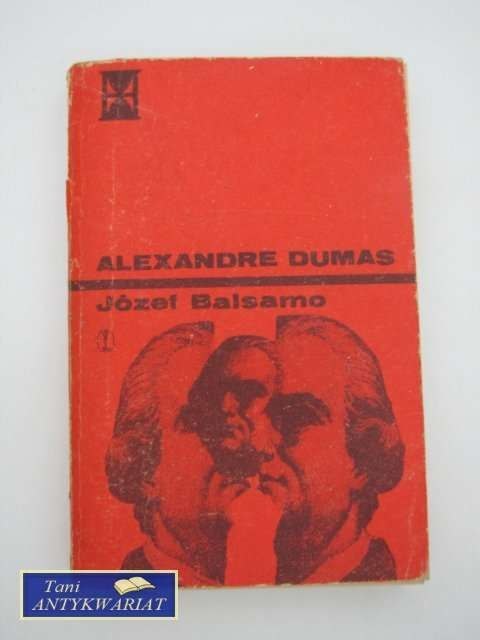 ALEXANDRE DUMAS
Józef Balsamo
Tani
ANTYKWARIAT